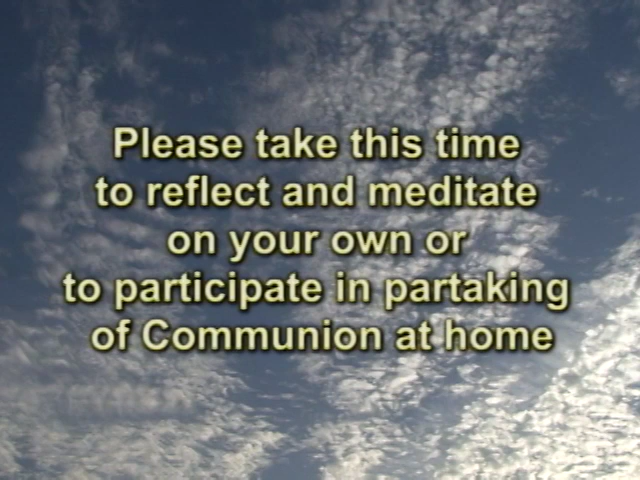 Please take this time
to reflect and meditate
on your own or
to participate in partaking
of Communion at home